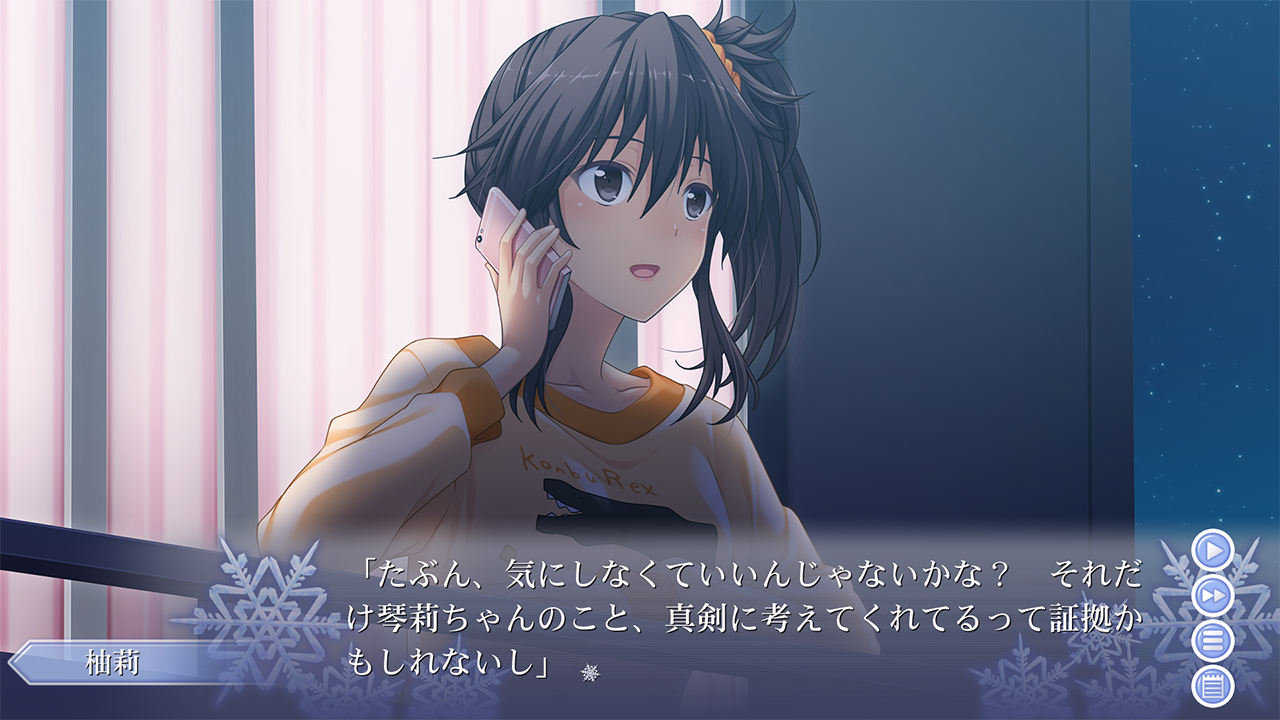 KonbuRex
「たぶん、気にしなくていいんじゃないかな？　それだ
け琴莉ちゃんのこと、真剣に考えてくれてるって証拠か
もしれないし」
柚莉